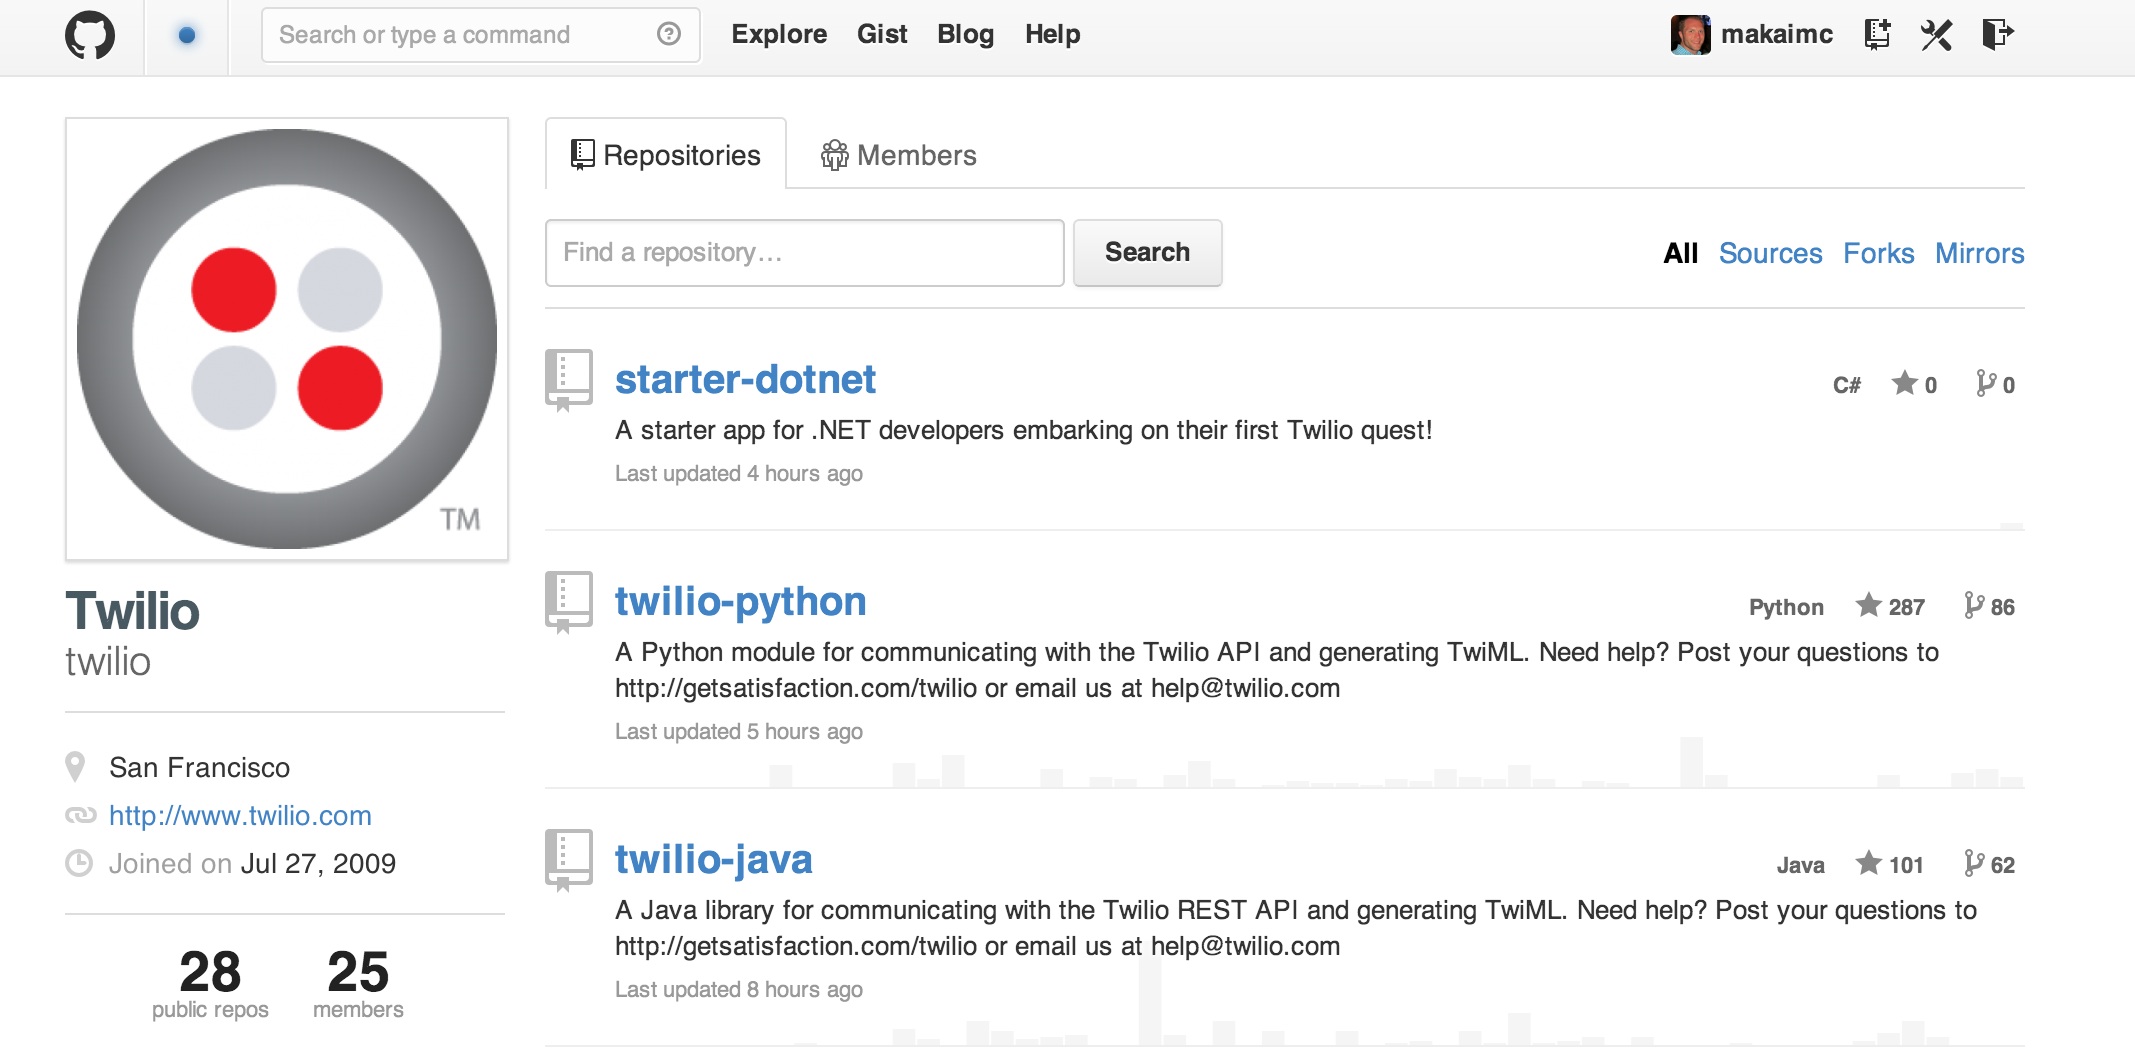 Search or type a command
Explore Gist Blog Help
makaimc
TM
Twilio
twilio
San Francisco
http://www.twilio.com
Joined on Jul 27, 2009
28 25
public repos members
Repositories Members
Find a repository... Search All Sources Forks Mirrors
starter-dotnet C# 0 0
A starter app for .NET developers embarking on their first Twilio quest!
Last updated 4 hours ago
twilio-python Python 287 86
A Python module for communicating with the Twilio API and generating TwiML. Need help? Post your questions to
http://getsatisfaction.com/twilio or email us at help@twilio.com
Last updated 5 hours ago
twilio-java Java 101 62
A Java library for communicating with the Twilio REST API and generating TwiML. Need help? Post your questions to
http://getsatisfaction.com/twilio or email us at help@twilio.com
Last updated 8 hours ago